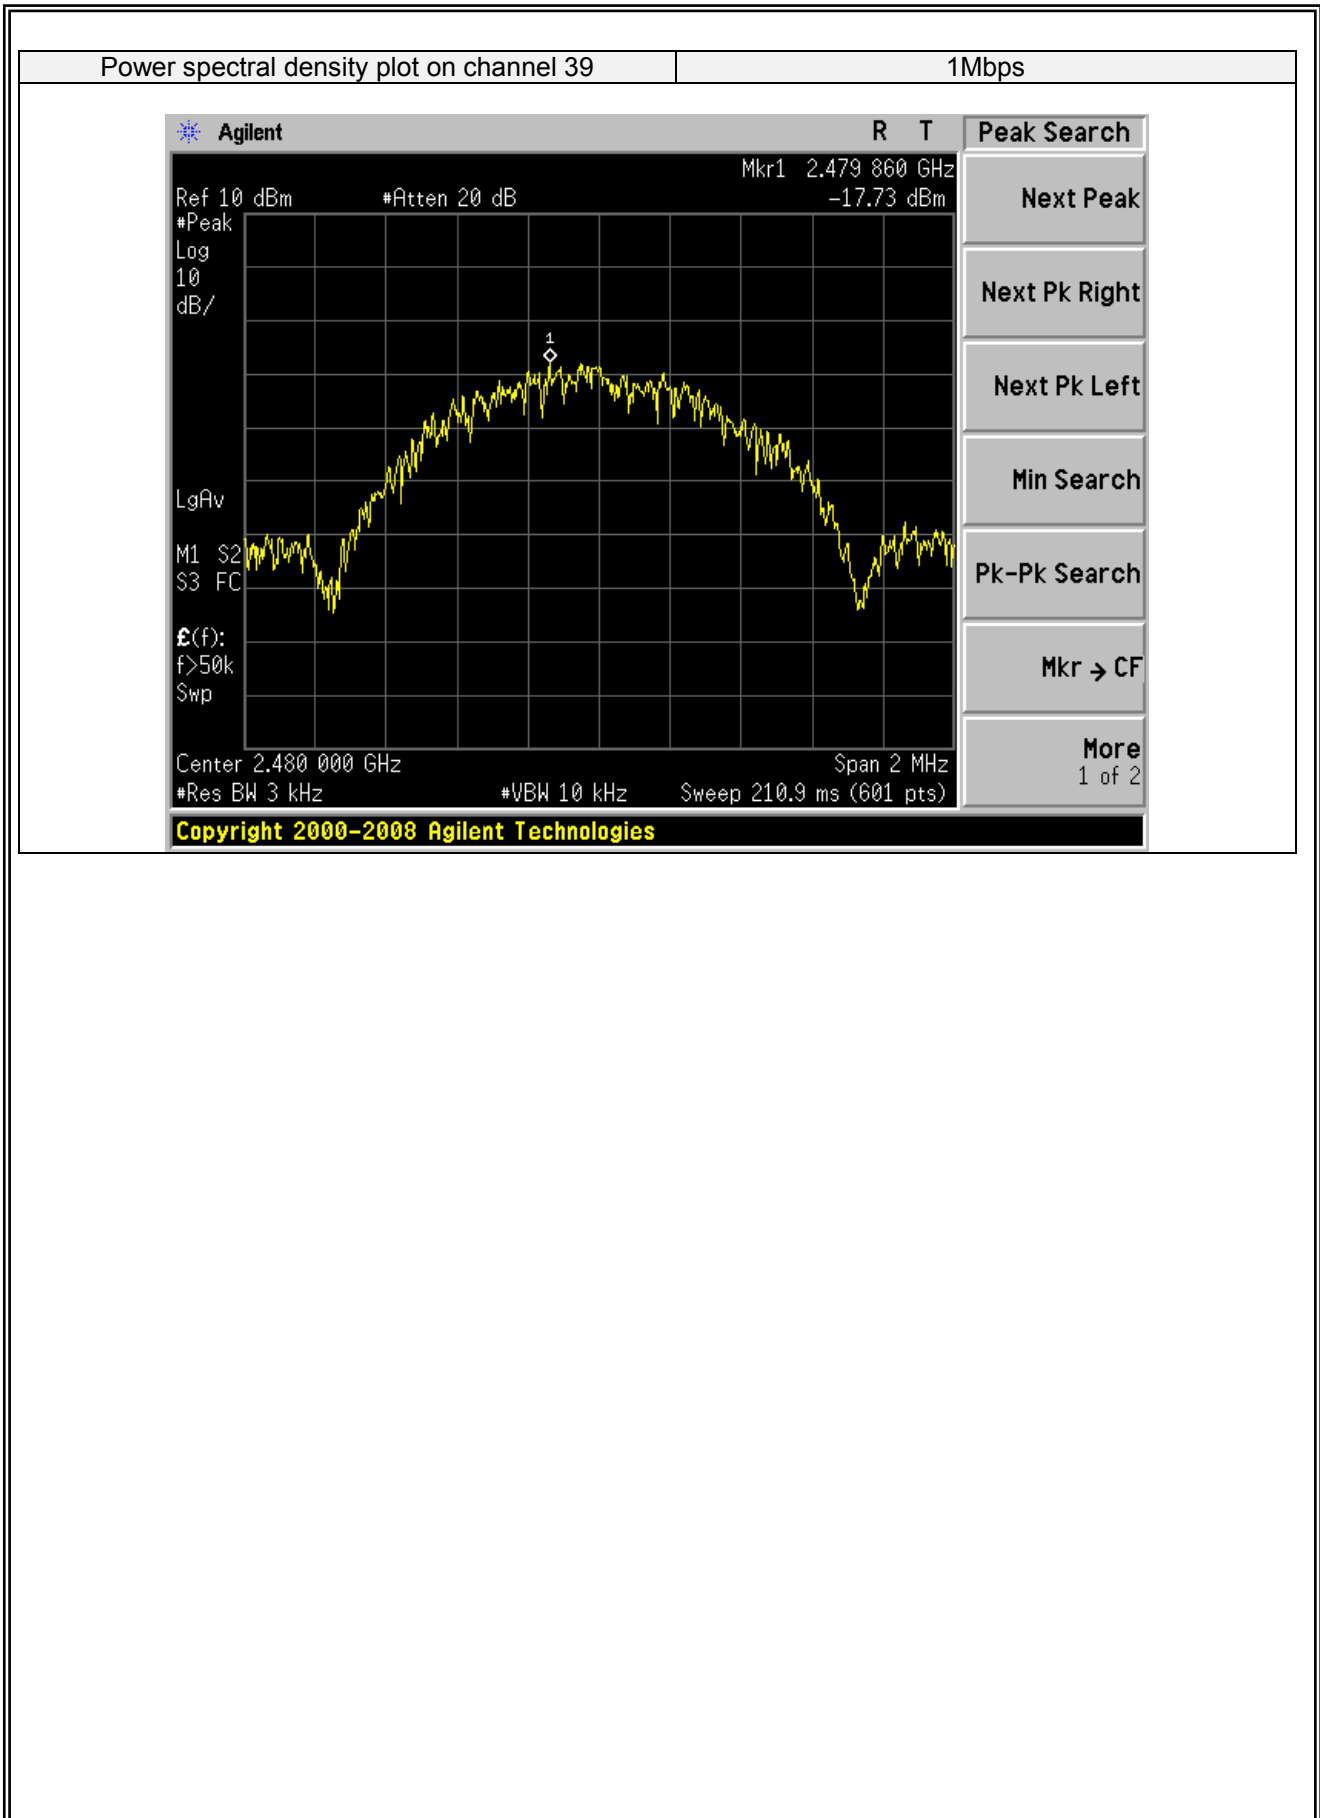 Power spectral density plot on channel 39 1Mbps
Agilent R T Peak Search
Mkr1 2.479 860 GHz
Ref 10 dBm #Atten 20 dB -17.73 dBm
Next Peak
#Peak
Log
10
dB/
Next Pk Right
1
Next Pk Left
Min Search
LgAv
M1 S2
S3 FC
Pk-Pk Search
£(f):
f>50k
Swp
Mkr → CF
More
1 of 2
Center 2.480 000 GHz Span 2 MHz
#Res BW 3 kHz #VBW 10 kHz Sweep 210.9 ms (601 pts)
Copyright 2000-2008 Agilent Technologies